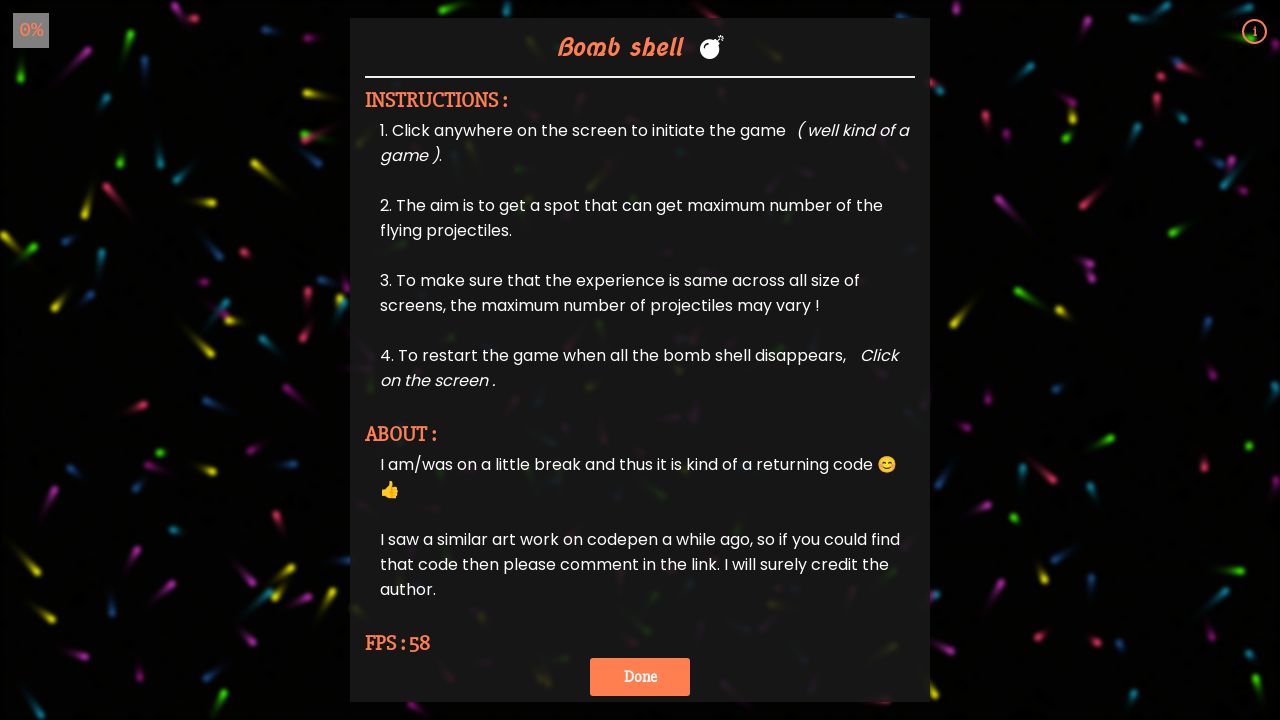 0%
i
Bomb shell 💣
INSTRUCTIONS :
1. Click anywhere on the screen to initiate the game ( well kind of a
game ).
2. The aim is to get a spot that can get maximum number of the
flying projectiles.
3. To make sure that the experience is same across all size of
screens, the maximum number of projectiles may vary !
4. To restart the game when all the bomb shell disappears, Click
on the screen .
ABOUT :
I am/was on a little break and thus it is kind of a returning code 😊
👍
I saw a similar art work on codepen a while ago, so if you could find
that code then please comment in the link. I will surely credit the
author.
FPS : 58
Done